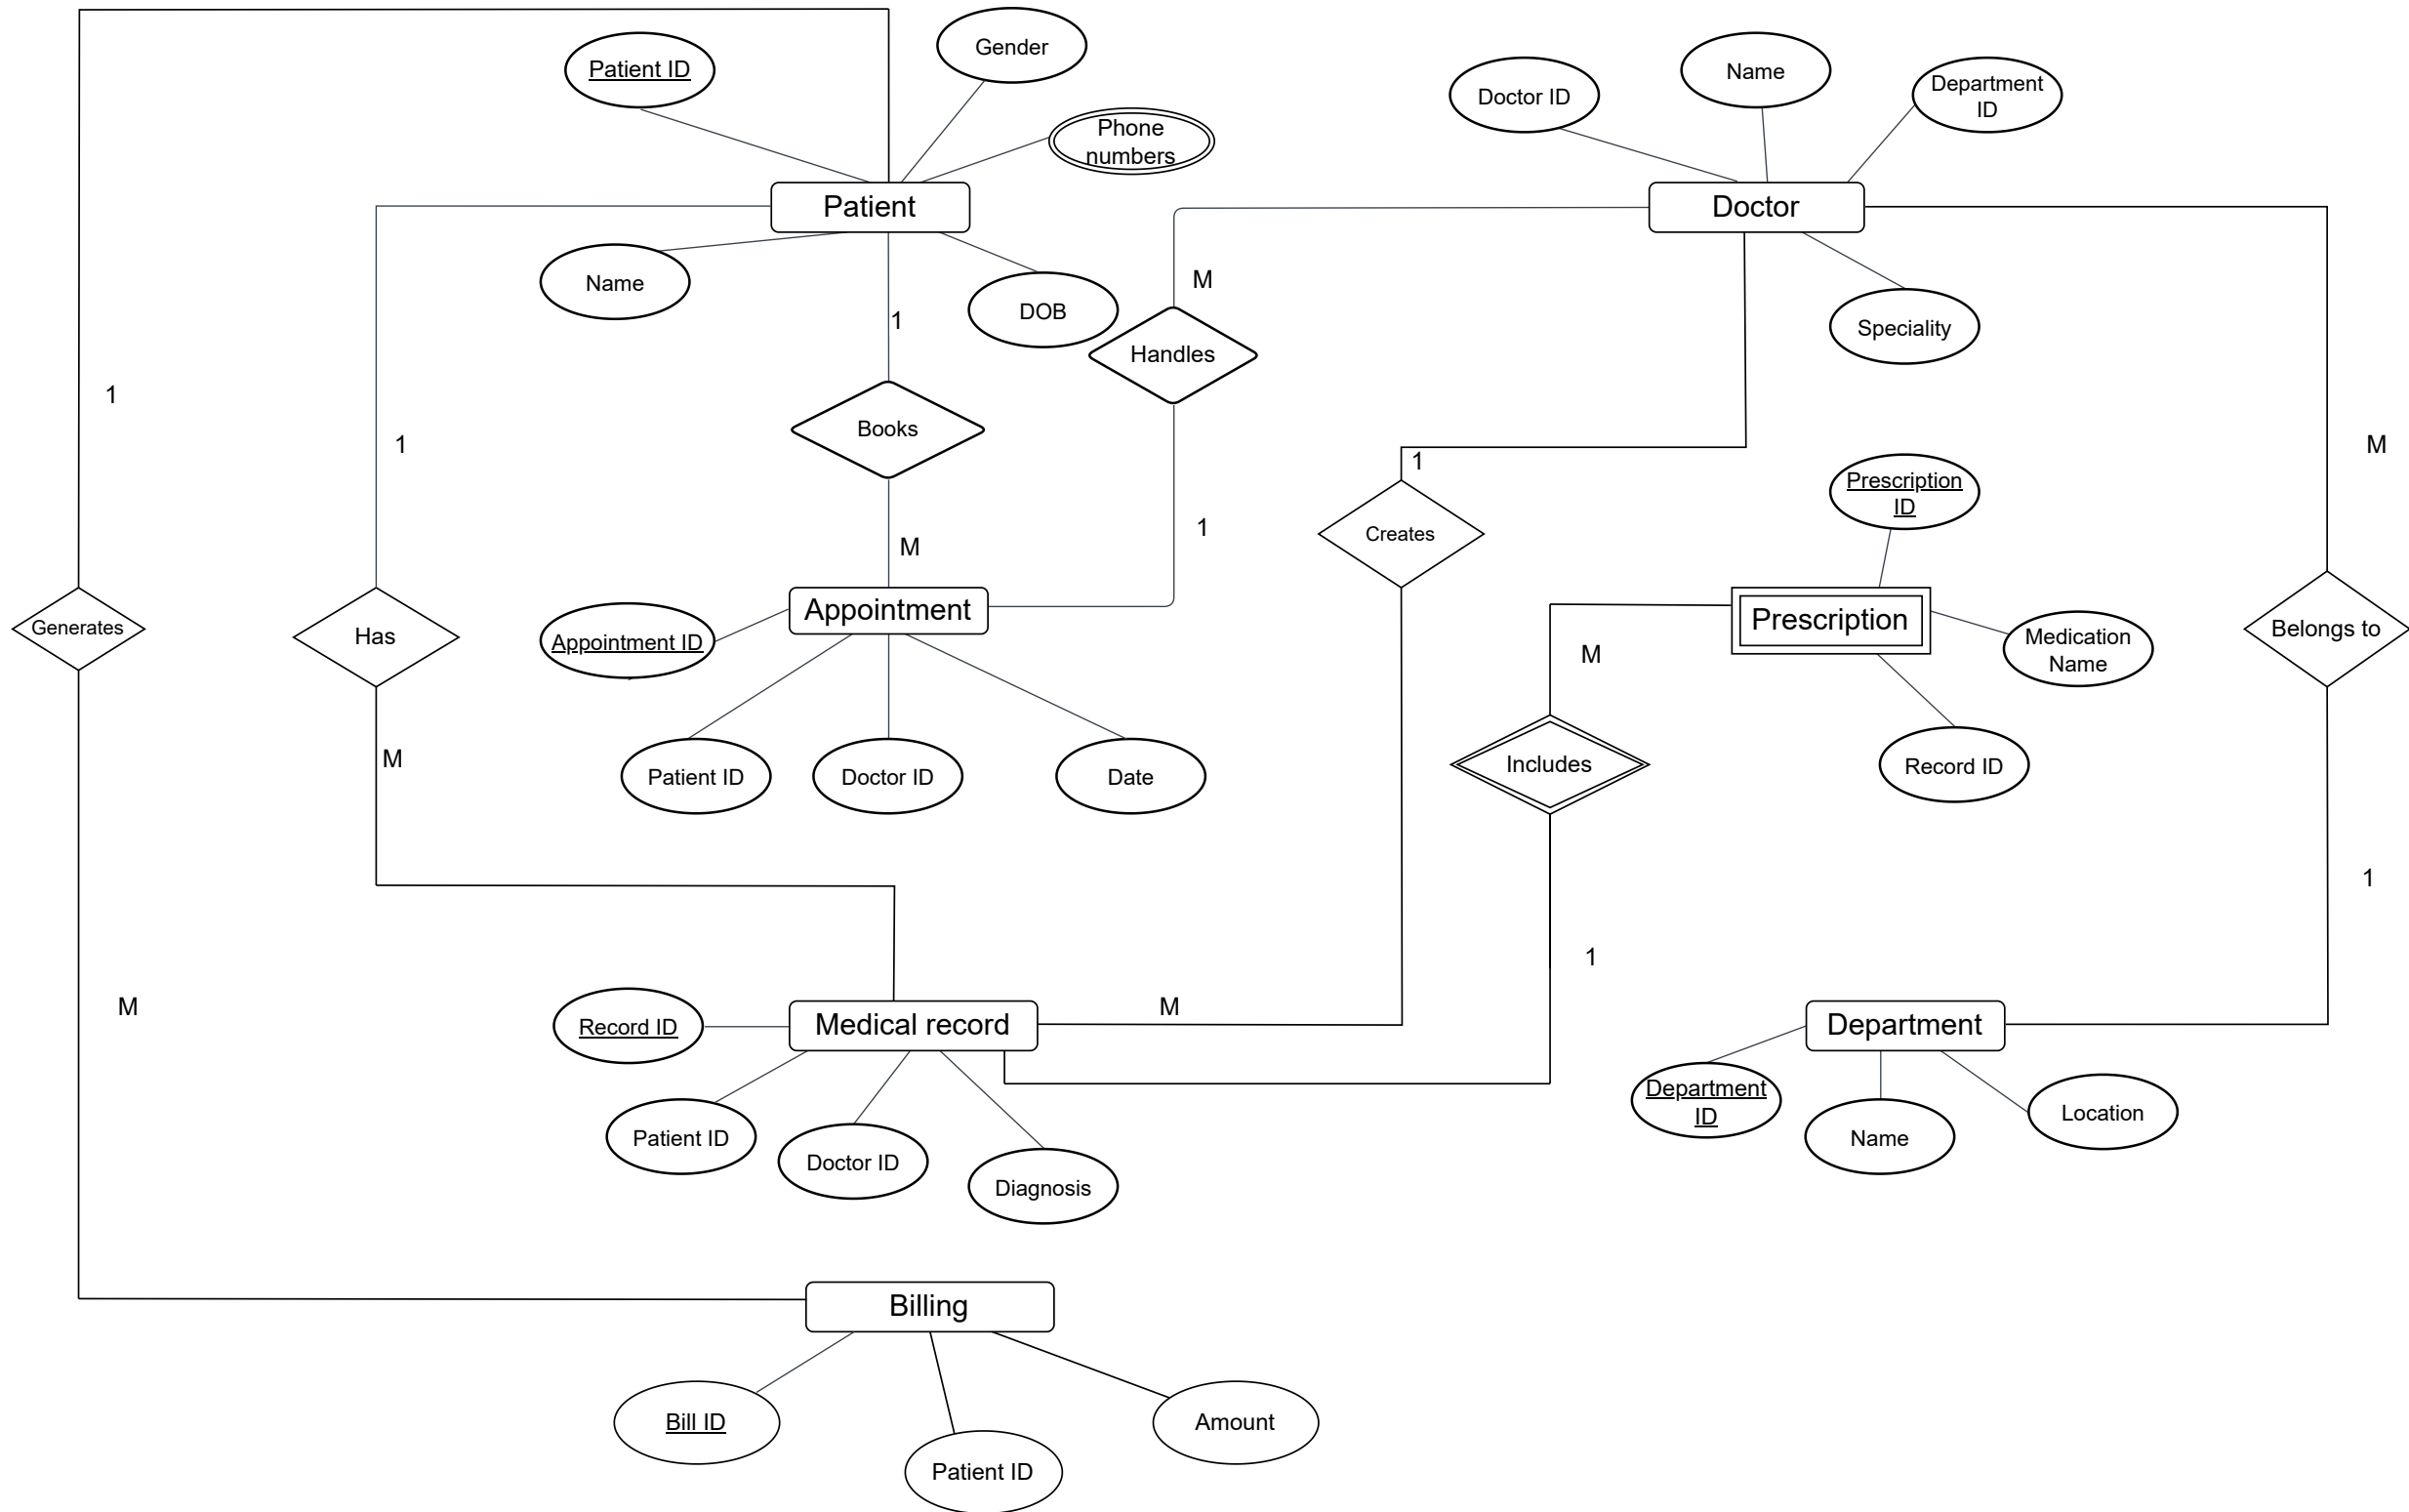 Gender
Patient ID
Name
Doctor ID
Department
ID
Phone
numbers
Patient
Doctor
M
Name
DOB
1
Speciality
Handles
1
Books
1
M
1
Prescription
ID
1
Creates
M
Appointment
Prescription
Generates
Has
Appointment ID
M
Medication
Name
Belongs to
M
Patient ID
Doctor ID
Date
Includes
Record ID
1
1
M
M
Record ID
Medical record
Department
Department
ID
Name
Location
Patient ID
Doctor ID
Diagnosis
Billing
Bill ID
Amount
Patient ID